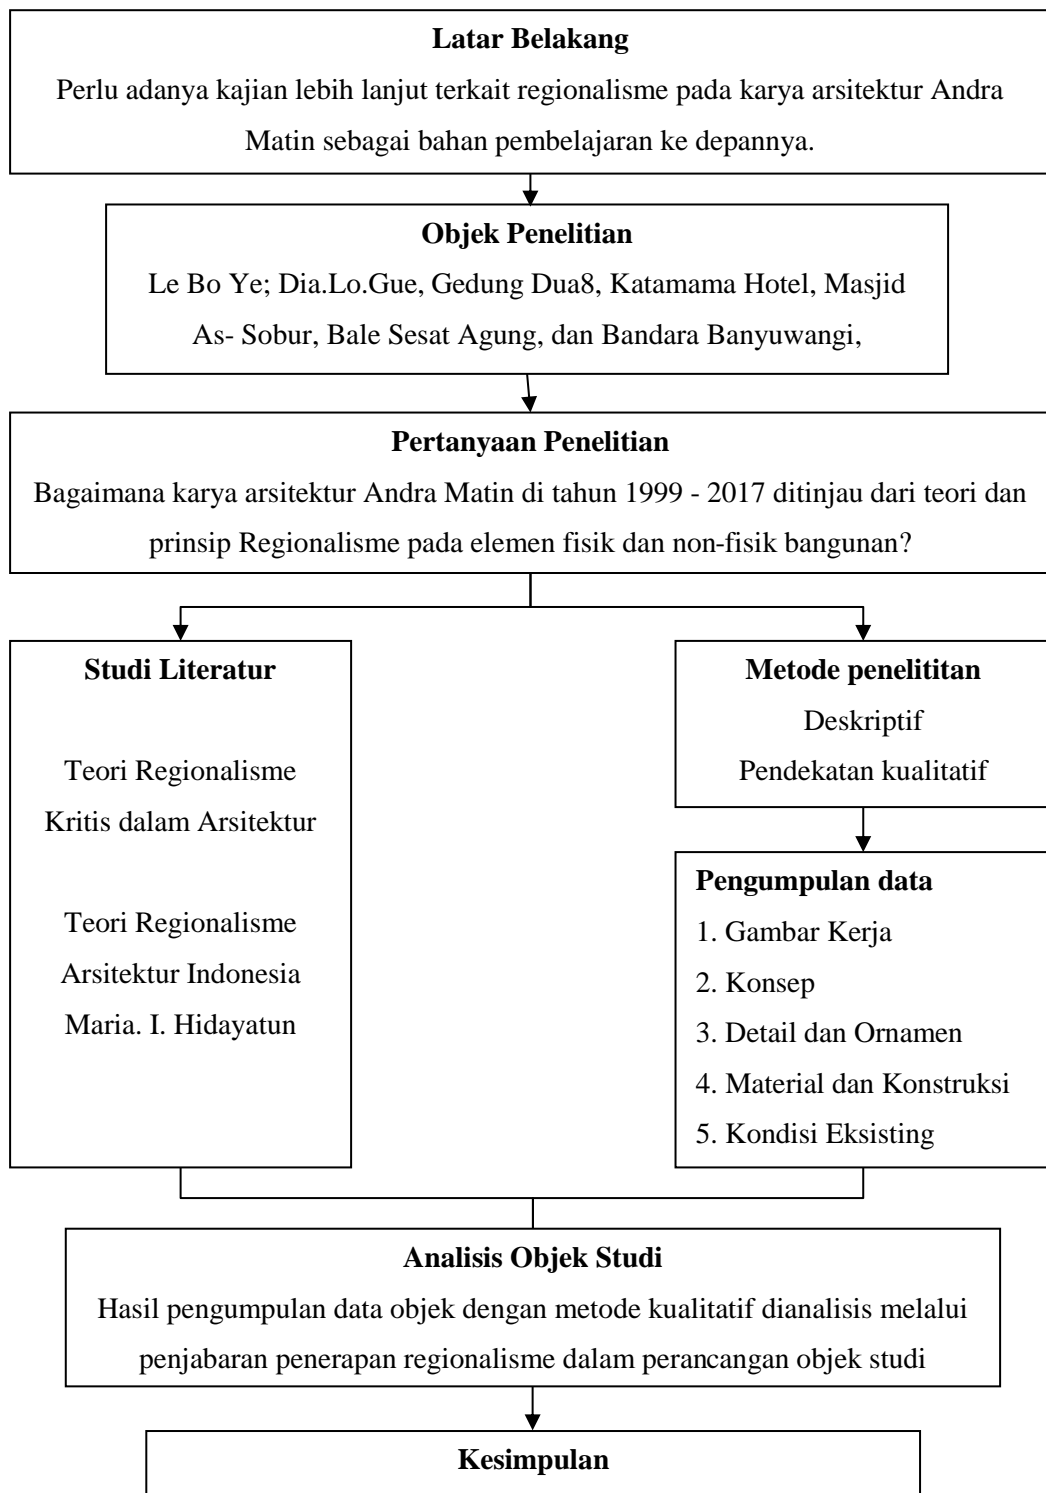 Latar Belakang
Perlu adanya kajian lebih lanjut terkait regionalisme pada karya arsitektur Andra
Matin sebagai bahan pembelajaran ke depannya.
Objek Penelitian
Le Bo Ye; Dia.Lo.Gue, Gedung Dua8, Katamama Hotel, Masjid
As- Sobur, Bale Sesat Agung, dan Bandara Banyuwangi,
Pertanyaan Penelitian
Bagaimana karya arsitektur Andra Matin di tahun 1999 - 2017 ditinjau dari teori dan
prinsip Regionalisme pada elemen fisik dan non-fisik bangunan?
Studi Literatur
Teori Regionalisme
Kritis dalam Arsitektur
Teori Regionalisme
Arsitektur Indonesia
Maria. I. Hidayatun
Metode penelititan
Deskriptif
Pendekatan kualitatif
Pengumpulan data
1. Gambar Kerja
2. Konsep
3. Detail dan Ornamen
4. Material dan Konstruksi
5. Kondisi Eksisting
Analisis Objek Studi
Hasil pengumpulan data objek dengan metode kualitatif dianalisis melalui
penjabaran penerapan regionalisme dalam perancangan objek studi
Kesimpulan